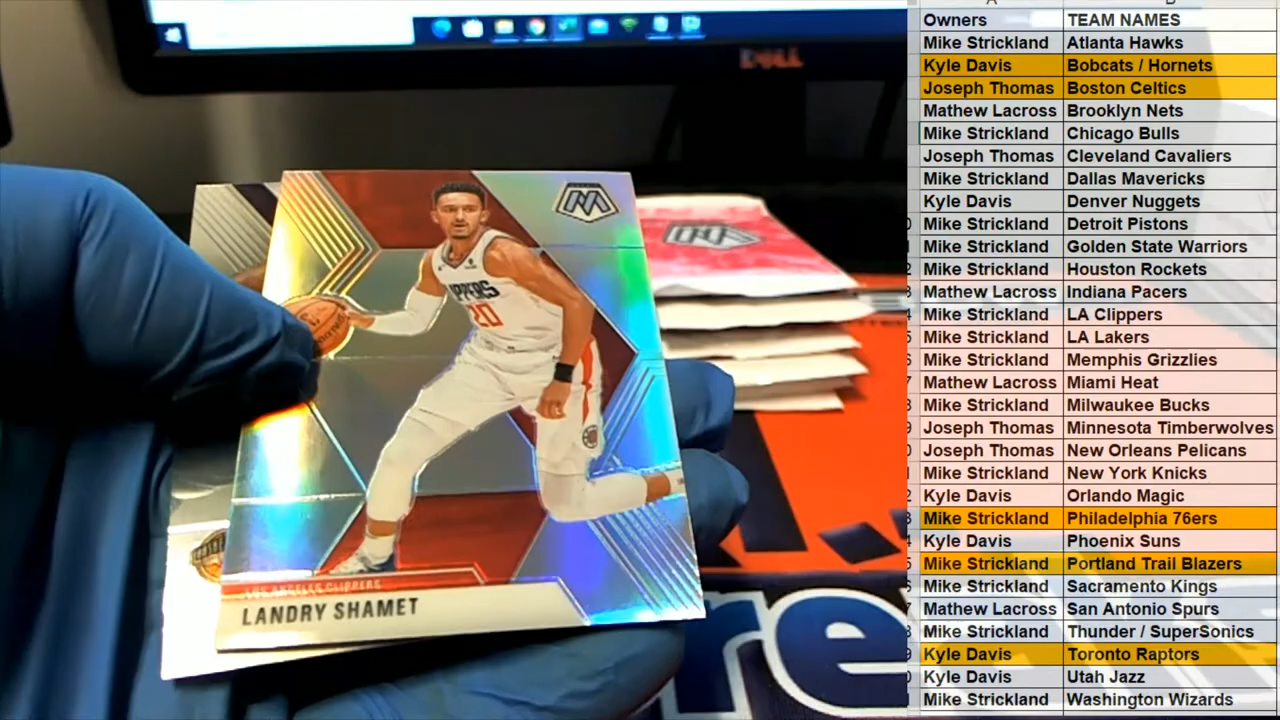 DELL
CLIPPERS
20
LOS ANGELES CLIPPERS
LANDRY SHAMET
re
Owners TEAM NAMES
Mike Strickland Atlanta Hawks
Kyle Davis Bobcats / Hornets
Joseph Thomas Boston Celtics
Mathew Lacross Brooklyn Nets
Mike Strickland Chicago Bulls
Joseph Thomas Cleveland Cavaliers
Mike Strickland Dallas Mavericks
Kyle Davis Denver Nuggets
Mike Strickland Detroit Pistons
Mike Strickland Golden State Warriors
Mike Strickland Houston Rockets
Mathew Lacross Indiana Pacers
Mike Strickland LA Clippers
Mike Strickland LA Lakers
Mike Strickland Memphis Grizzlies
Mathew Lacross Miami Heat
Mike Strickland Milwaukee Bucks
Joseph Thomas Minnesota Timberwolves
Joseph Thomas New Orleans Pelicans
Mike Strickland New York Knicks
Kyle Davis Orlando Magic
Mike Strickland Philadelphia 76ers
Kyle Davis Phoenix Suns
Mike Strickland Portland Trail Blazers
Mike Strickland Sacramento Kings
Mathew Lacross San Antonio Spurs
Mike Strickland Thunder / SuperSonics
Kyle Davis Toronto Raptors
Kyle Davis Utah Jazz
Mike Strickland Washington Wizards